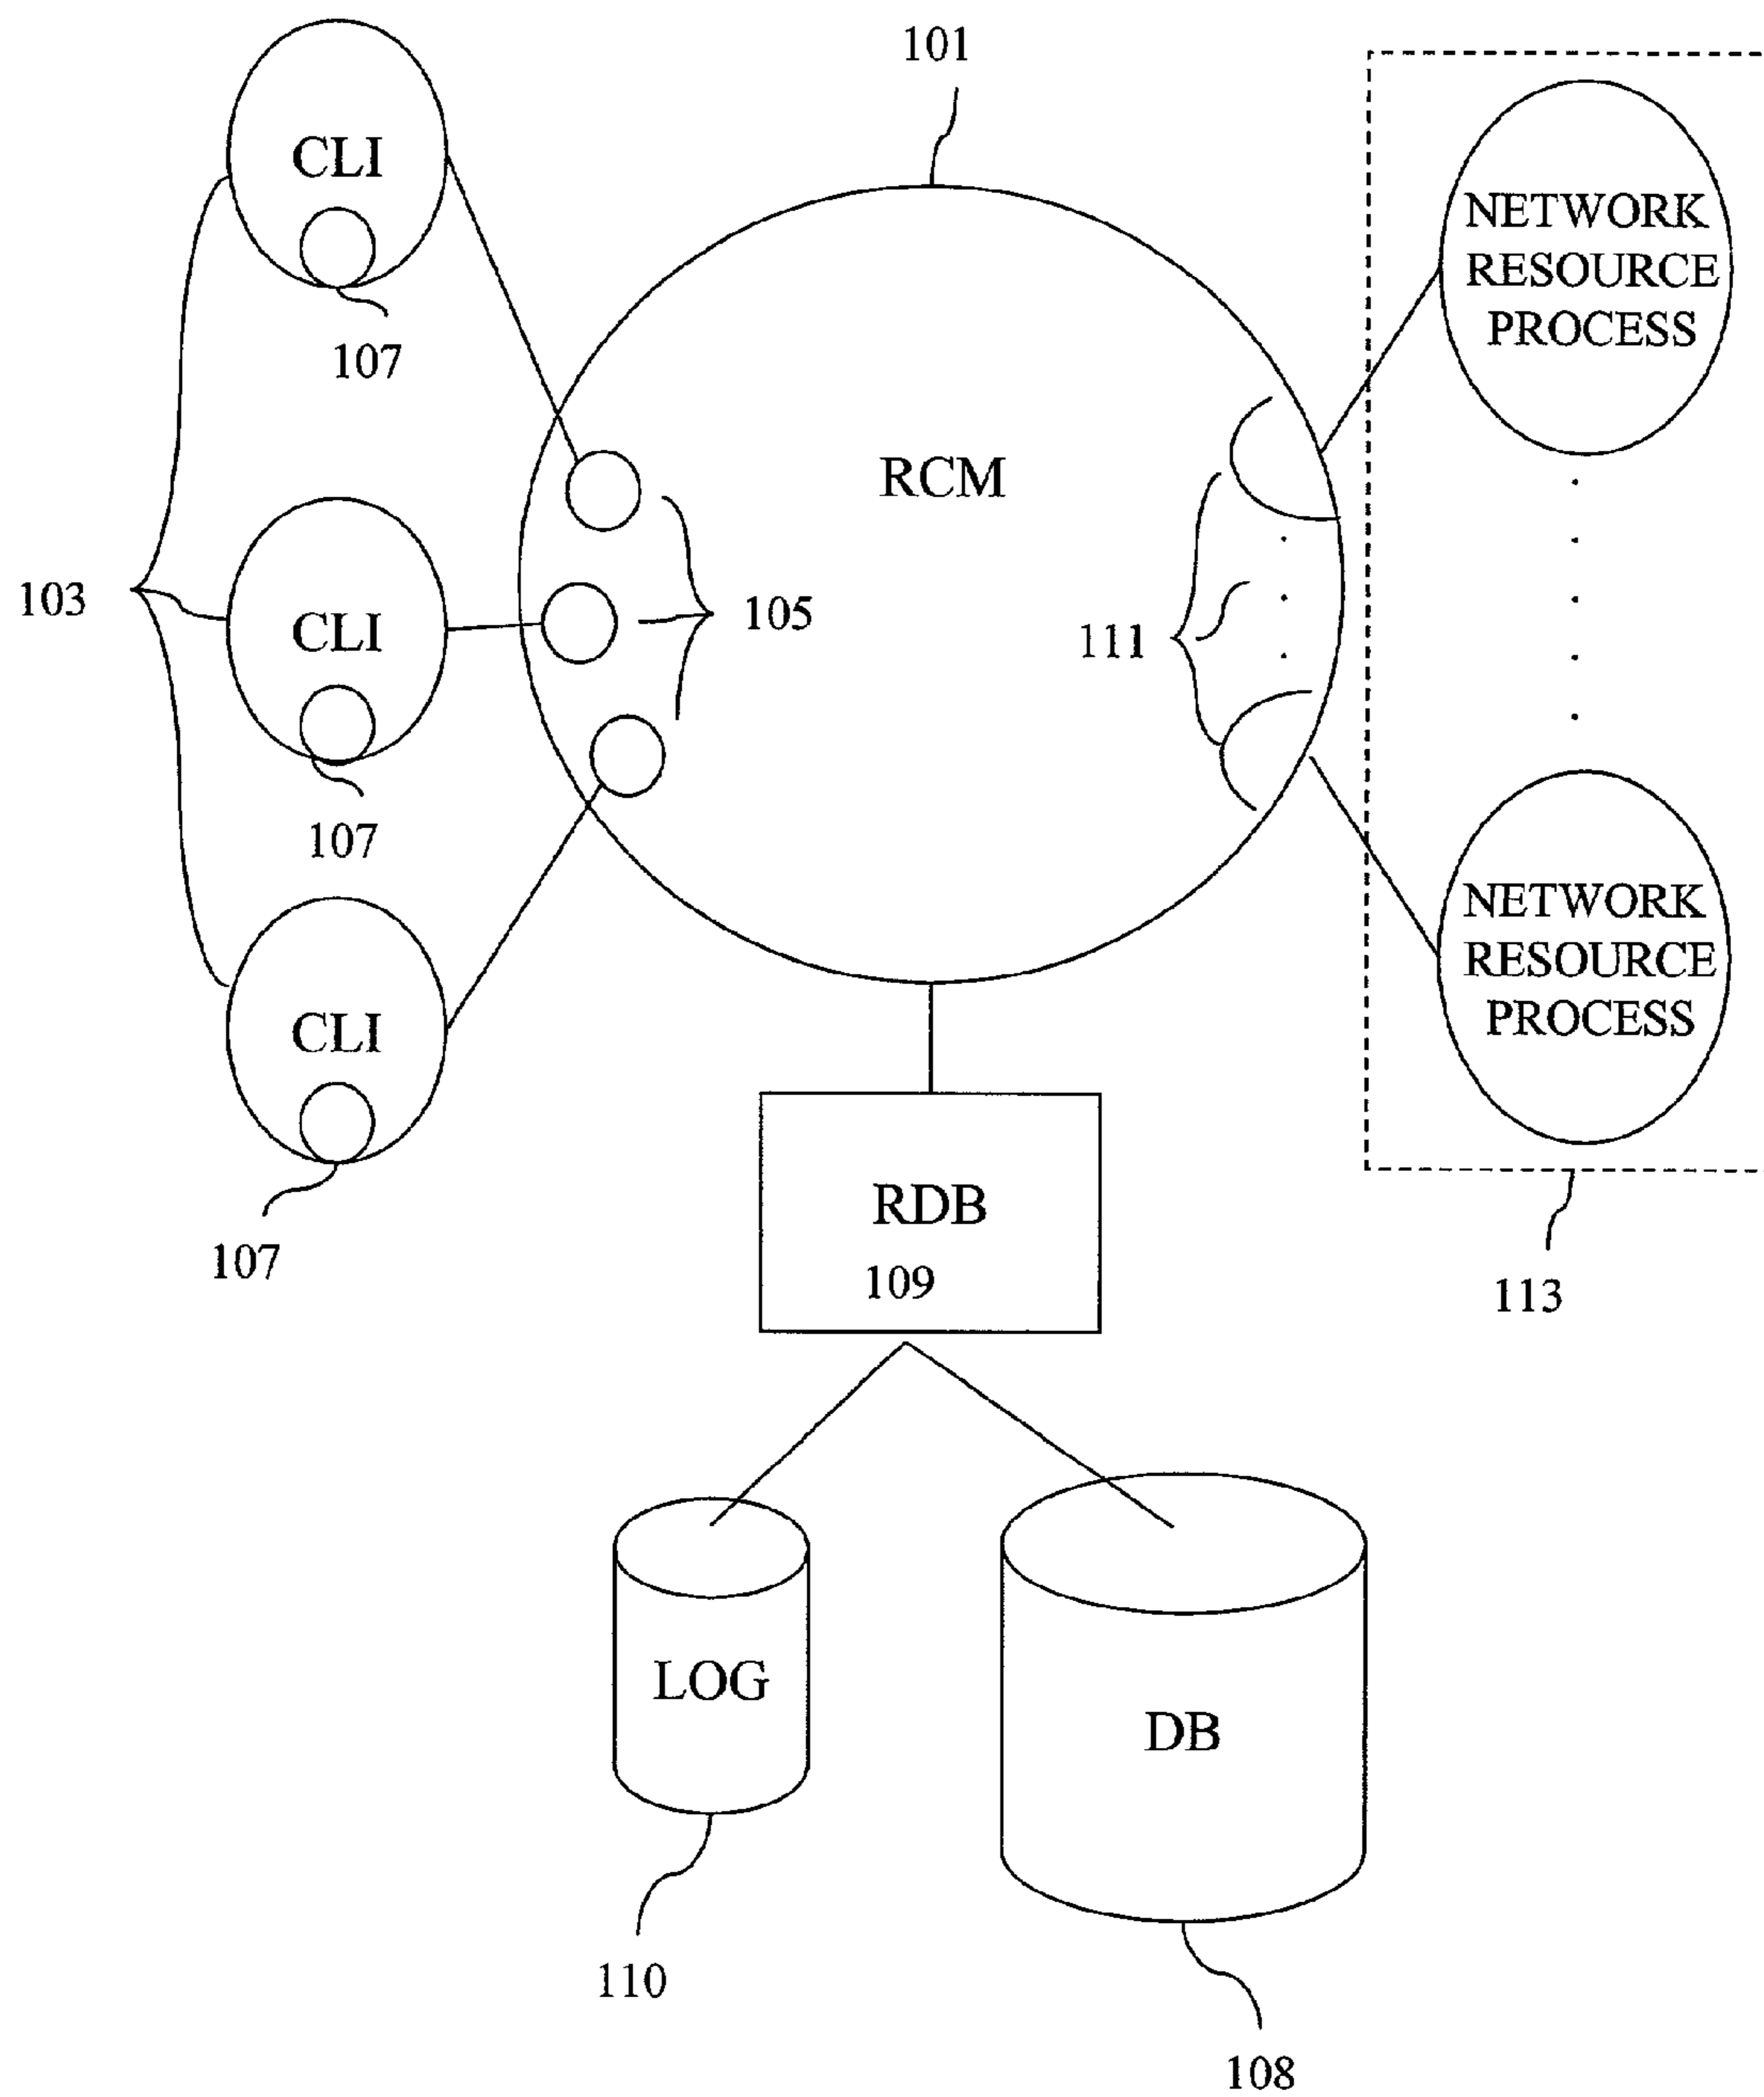 101
CLI
NETWORK
RESOURCE
PROCESS
107
RCM
103
CLI
105
111
107
NETWORK
RESOURCE
PROCESS
CLI
107
RDB
109
113
LOG
DB
110
108